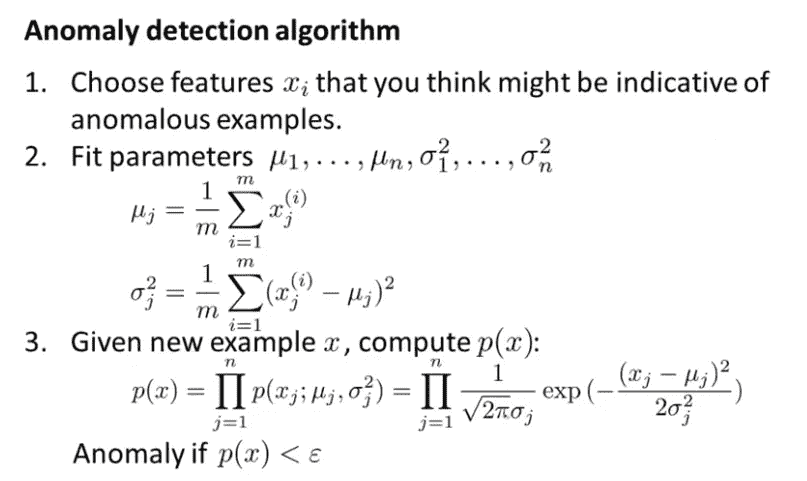 Anomaly detection algorithm
1. Choose features $x_i$ that you think might be indicative of
anomalous examples.
2. Fit parameters $\mu_1, \ldots, \mu_n, \sigma_1^2, \ldots, \sigma_n^2$
$\mu_j = \frac{1}{m} \sum_{i=1}^{m} x_j^{(i)}$
$\sigma_j^2 = \frac{1}{m} \sum_{i=1}^{m} (x_j^{(i)} - \mu_j)^2$
3. Given new example $x$, compute $p(x)$:
$p(x) = \prod_{j=1}^{n} p(x_j; \mu_j, \sigma_j^2) = \prod_{j=1}^{n} \frac{1}{\sqrt{2\pi}\sigma_j} \exp(-\frac{(x_j - \mu_j)^2}{2\sigma_j^2})$
Anomaly if $p(x) < \varepsilon$